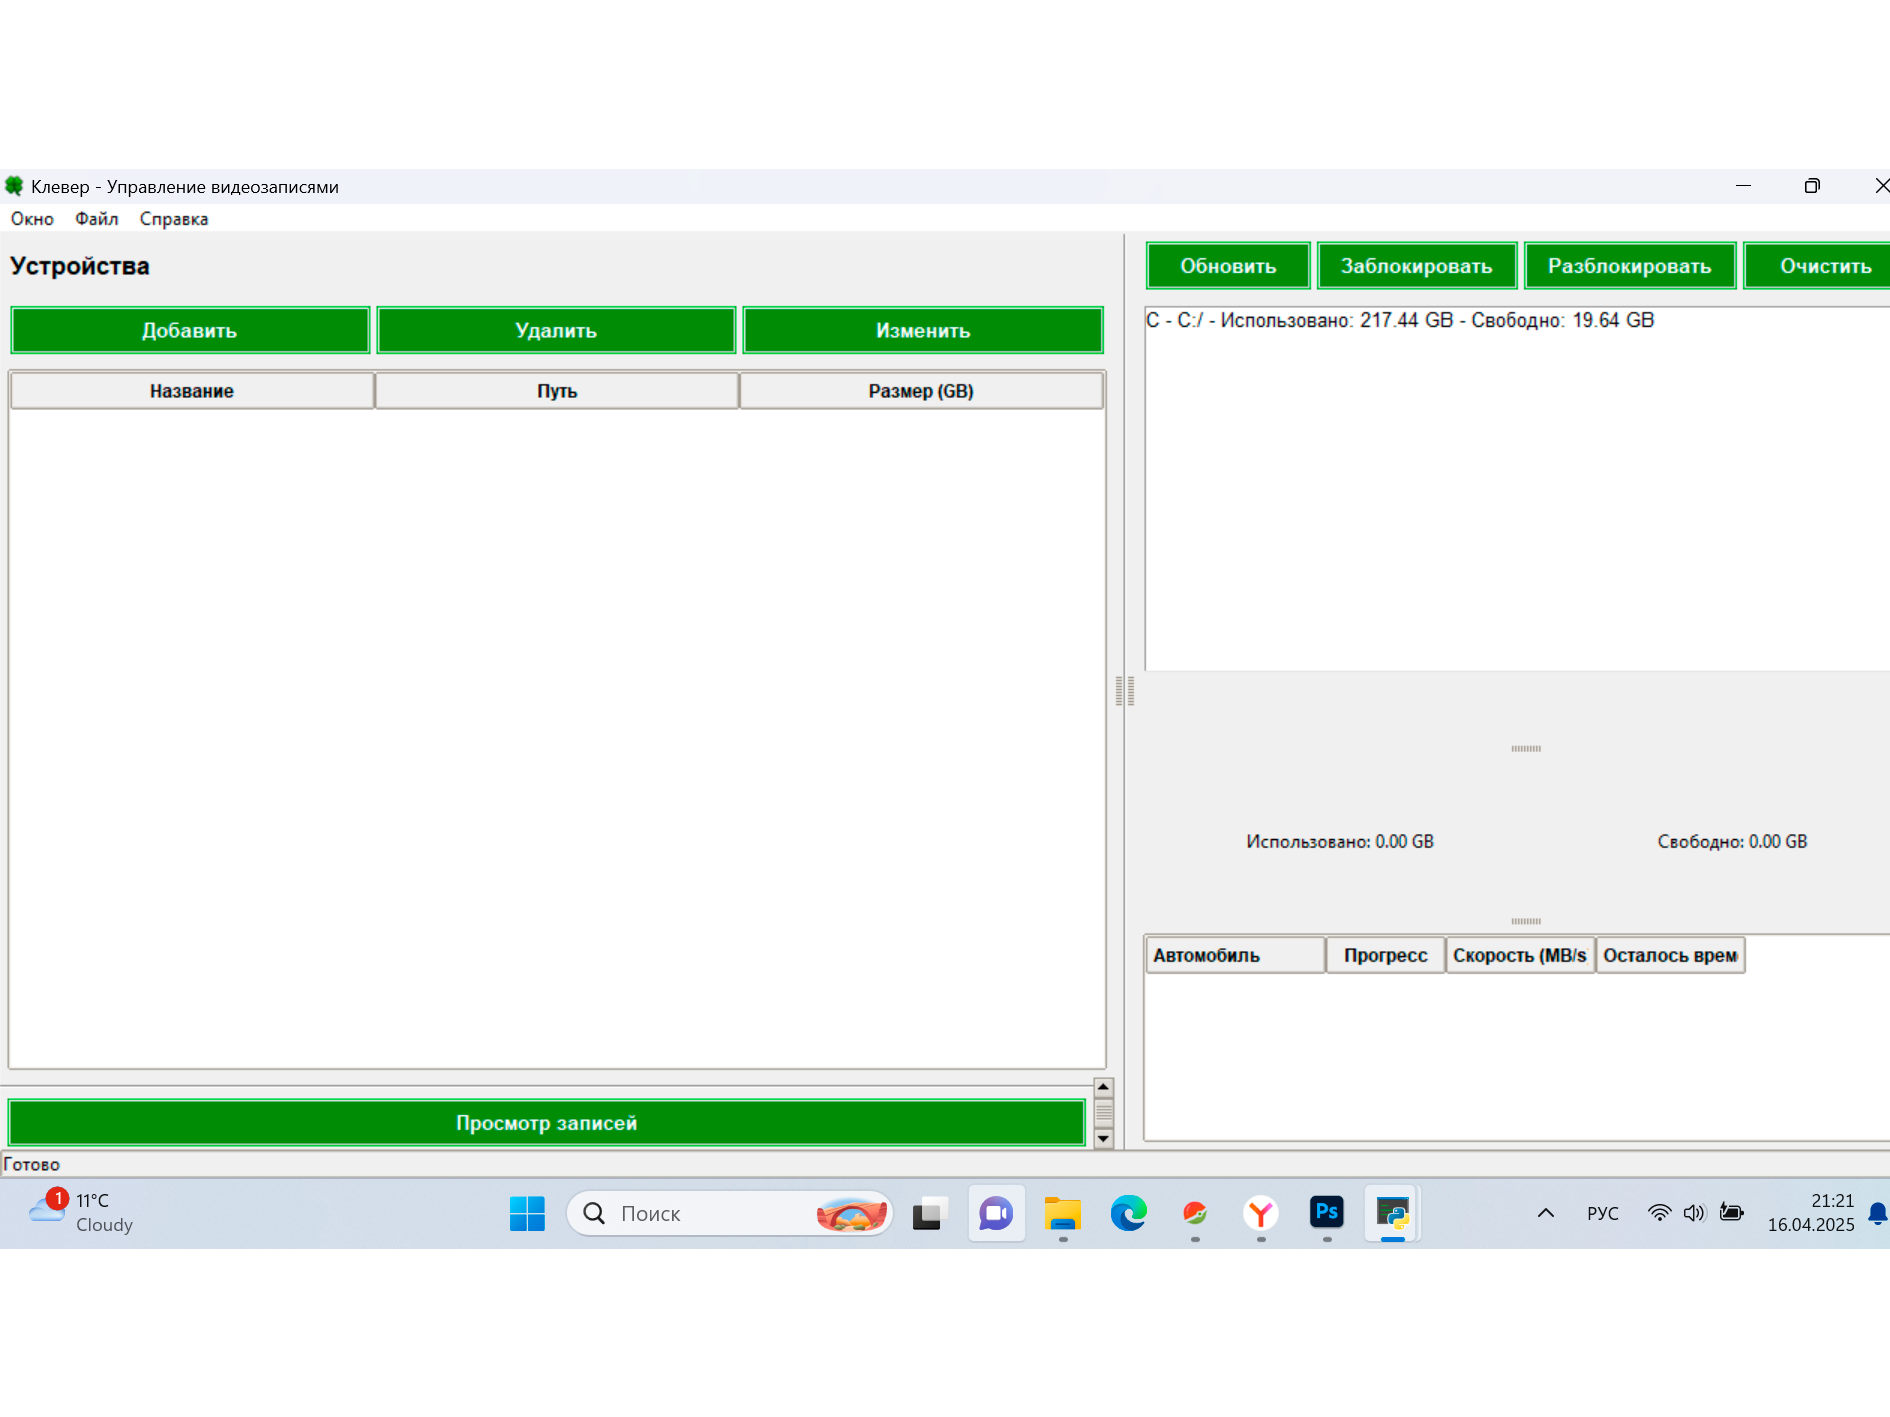 Клевер - Управление видеозаписями
Окно Файл Справка
Устройства
Добавить Удалить Изменить
Название Путь Размер (GB)
Просмотр записей
Обновить Заблокировать Разблокировать Очистить
C - C:/ - Использовано: 217.44 GB - Свободно: 19.64 GB
Использовано: 0.00 GB Свободно: 0.00 GB
Автомобиль Прогресс Скорость (MB/s Осталось врем
Готово
1
11°C
Cloudy
Поиск
Ps
РУС
21:21
16.04.2025